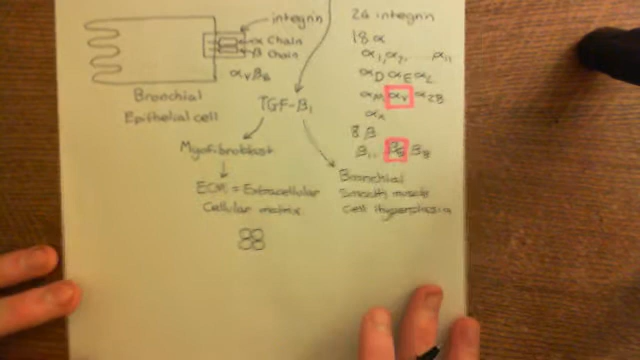 integrin
α Chain
β Chain
αvβ6
Bronchial
Epithelial cell
TGF-β1
Myofibroblast
ECM = Extracellular
Cellular matrix
Bronchial
Smooth muscle
Cell Hyperplasia
24 integrin
18 α
α1, α2, α11
αD αE αL
αM αv α2B
αx
8 β
β1.. β6 β8